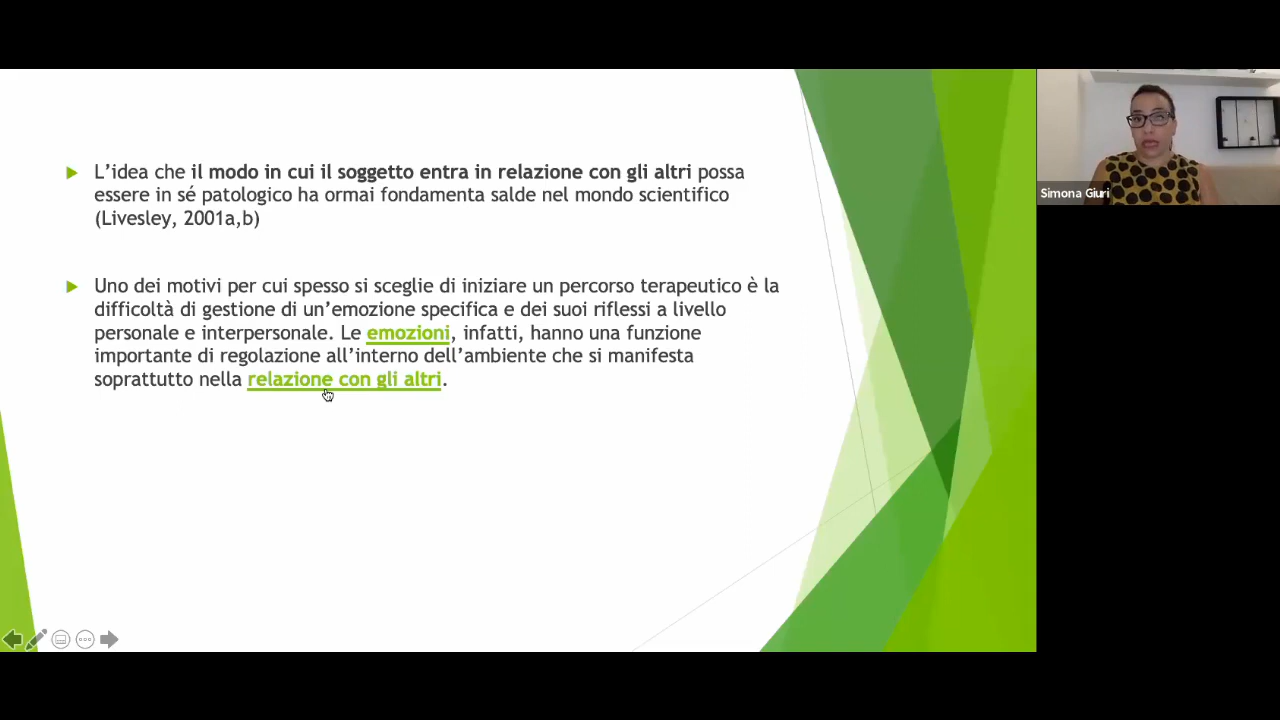 L’idea che il modo in cui il soggetto entra in relazione con gli altri possa
essere in sé patologico ha ormai fondamenta salde nel mondo scientifico
(Livesley, 2001a,b)
Uno dei motivi per cui spesso si sceglie di iniziare un percorso terapeutico è la
difficoltà di gestione di un’emozione specifica e dei suoi riflessi a livello
personale e interpersonale. Le emozioni, infatti, hanno una funzione
importante di regolazione all’interno dell’ambiente che si manifesta
soprattutto nella relazione con gli altri.
Simona Giuri